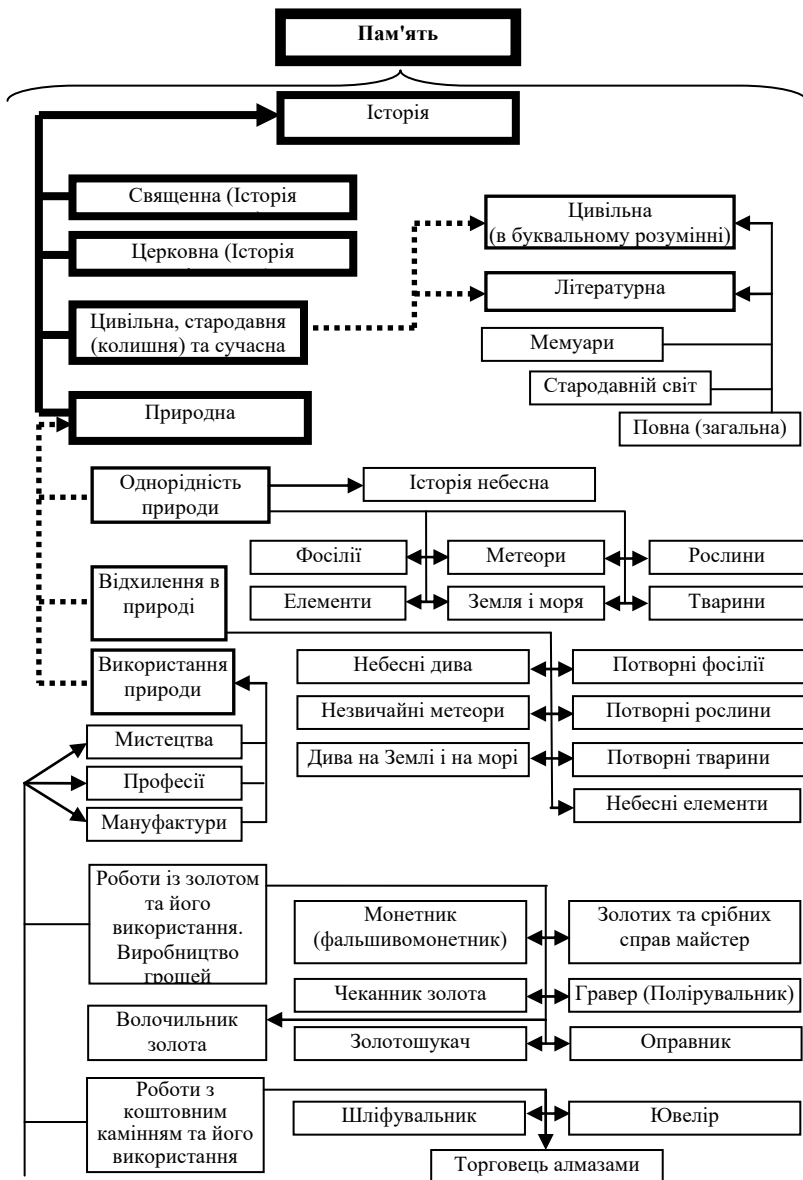 Пам'ять
Історія
Священна (Історія
Церковна (Історія
Цивільна, стародавня
(колишня) та сучасна
Природна
Цивільна
(в буквальному розумінні)
Літературна
Мемуари
Стародавній світ
Повна (загальна)
Однорідність
природи
Історія небесна
Фосілії
Метеори
Рослини
Елементи
Земля і моря
Тварини
Відхилення в
природі
Використання
природи
Небесні дива
Потворні фосілії
Незвичайні метеори
Потворні рослини
Дива на Землі і на морі
Потворні тварини
Небесні елементи
Мистецтва
Професії
Мануфактури
Роботи із золотом
та його
використання.
Виробництво
грошей
Монетник
(фальшивомонетник)
Золотих та срібних
справ майстер
Чеканник золота
Гравер (Полірувальник)
Волочильник
золота
Золотошукач
Оправник
Роботи з
коштовним
камінням та його
використання
Шліфувальник
Ювелір
Торговець алмазами